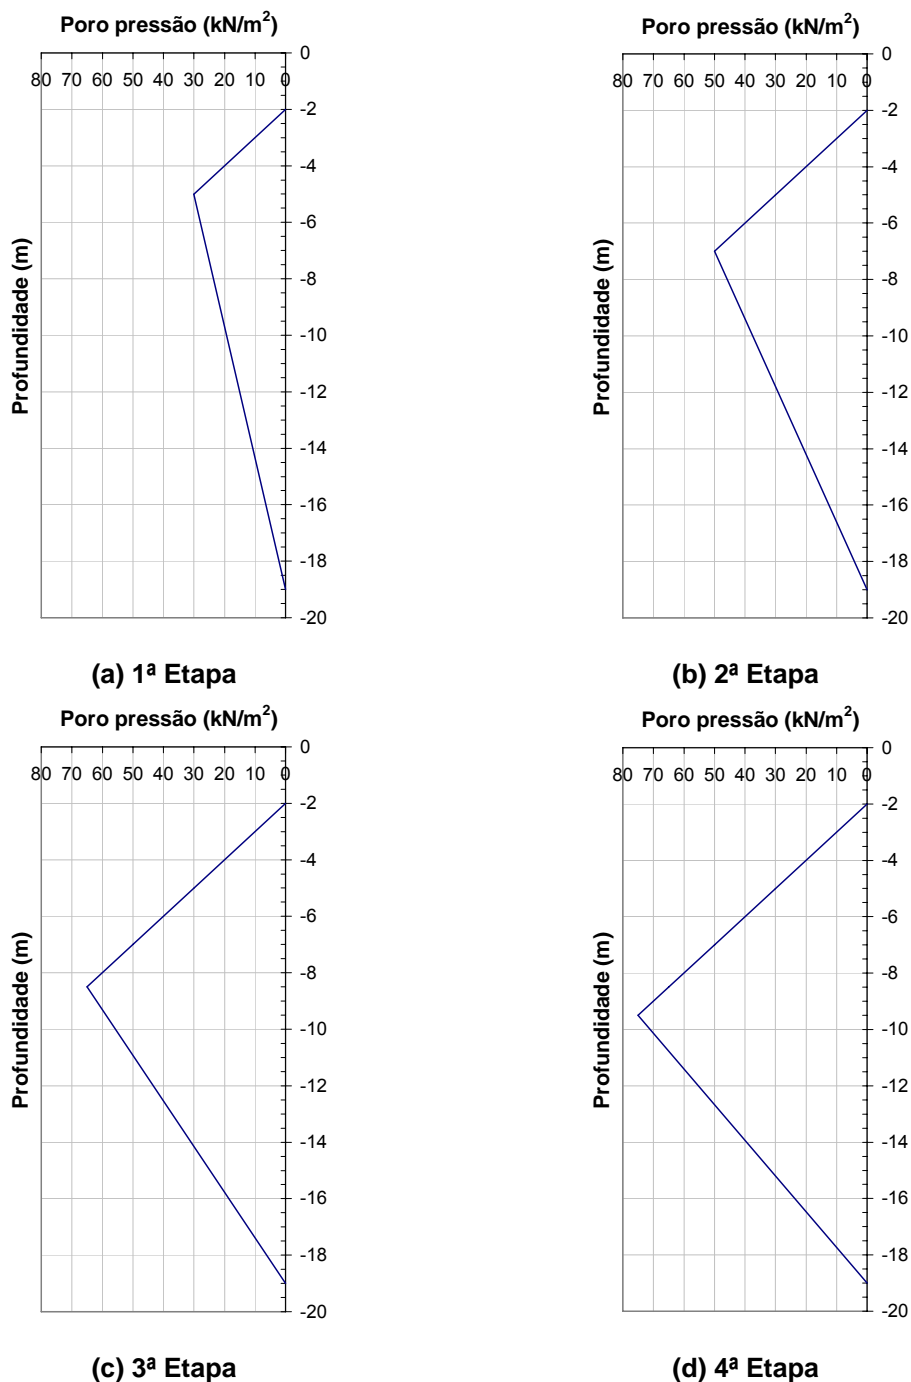 Poro pressão (kN/m²)
80 70 60 50 40 30 20 10 0
0
-2
-4
-6
-8
-10
-12
-14
-16
-18
-20
Profundidade (m)
(a) 1ª Etapa
Poro pressão (kN/m²)
80 70 60 50 40 30 20 10 0
0
-2
-4
-6
-8
-10
-12
-14
-16
-18
-20
Profundidade (m)
(b) 2ª Etapa
Poro pressão (kN/m²)
80 70 60 50 40 30 20 10 0
0
-2
-4
-6
-8
-10
-12
-14
-16
-18
-20
Profundidade (m)
(c) 3ª Etapa
Poro pressão (kN/m²)
80 70 60 50 40 30 20 10 0
0
-2
-4
-6
-8
-10
-12
-14
-16
-18
-20
Profundidade (m)
(d) 4ª Etapa